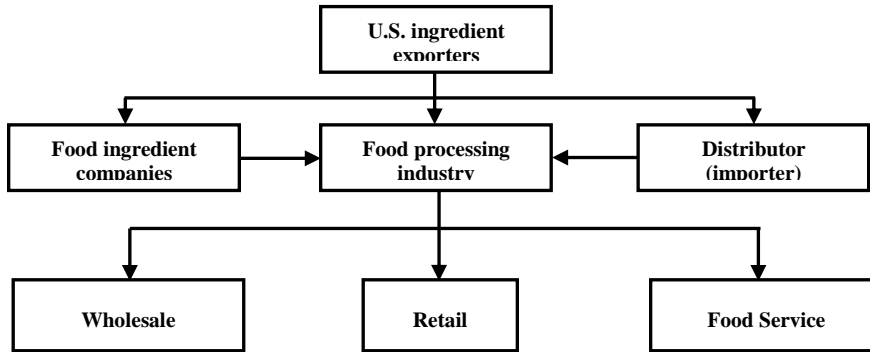 U.S. ingredient
exporters
Food ingredient
companies
Food processing
industry
Distributor
(importer)
Wholesale
Retail
Food Service